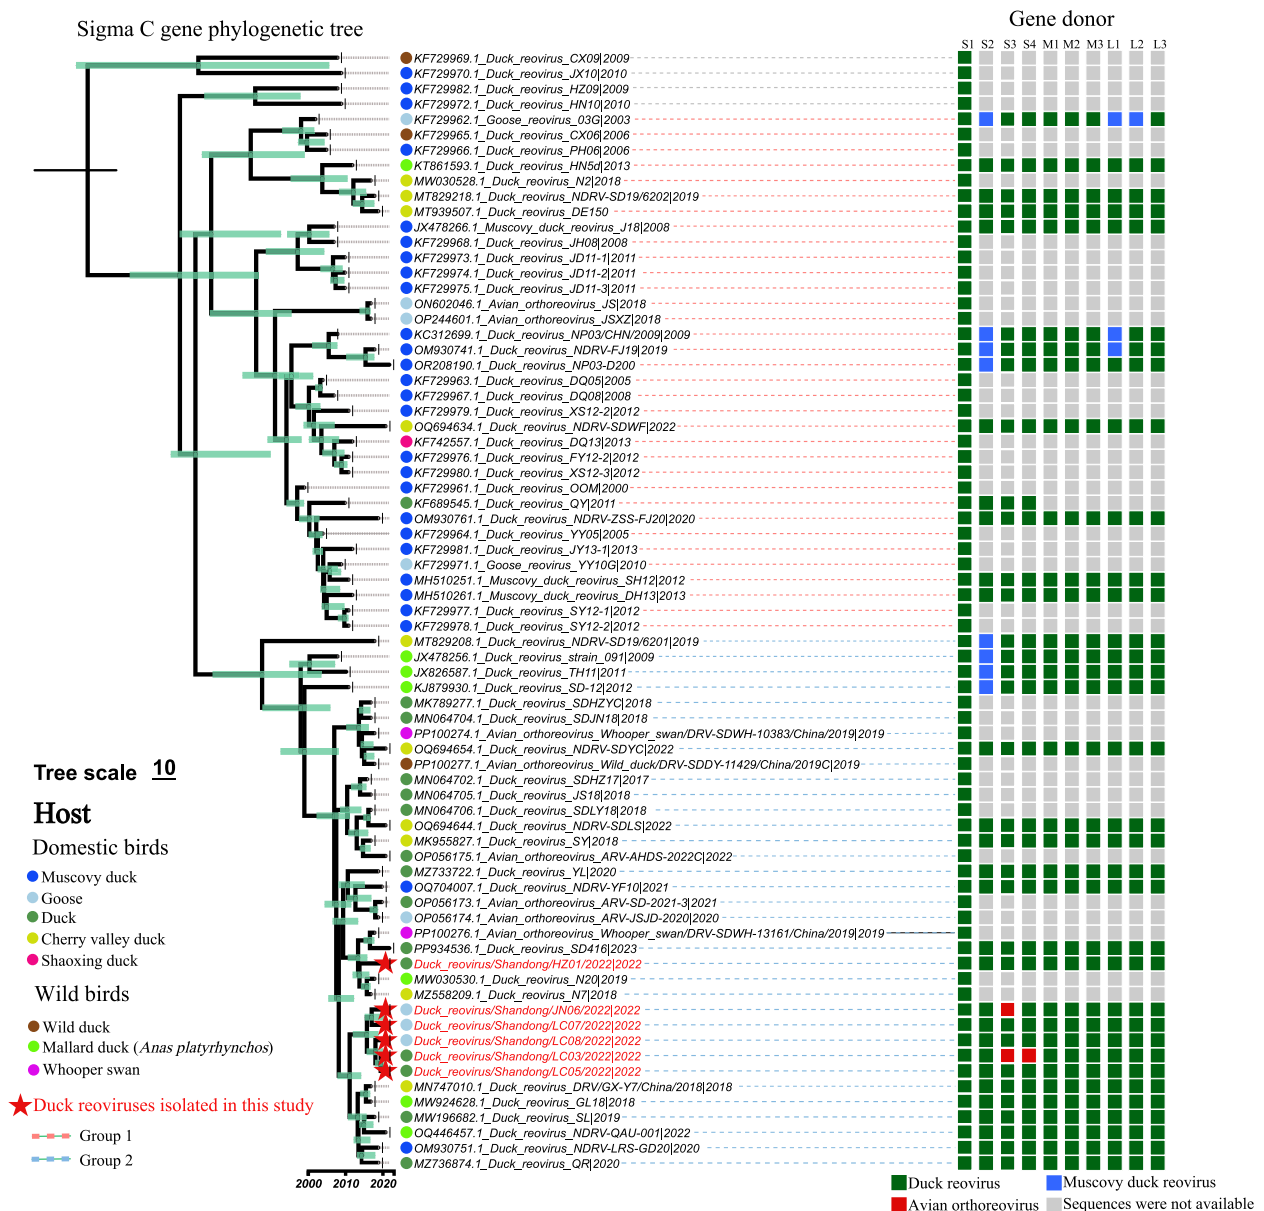 Sigma C gene phylogenetic tree
Gene donor
S1 S2 S3 S4 M1 M2 M3 L1 L2 L3
KF729969.1_Duck_reovirus_CX09|2009
KF729970.1_Duck_reovirus_JX10|2010
KF729982.1_Duck_reovirus_HZ09|2009
KF729972.1_Duck_reovirus_HN10|2010
KF729962.1_Goose_reovirus_03G|2003
KF729965.1_Duck_reovirus_CX06|2006
KF729966.1_Duck_reovirus_PH06|2006
KT861593.1_Duck_reovirus_HN5d|2013
MW030528.1_Duck_reovirus_N2|2018
MT829218.1_Duck_reovirus_NDRV-SD19/6202|2019
MT939507.1_Duck_reovirus_DE150
JX478266.1_Muscovy_duck_reovirus_J18|2008
KF729968.1_Duck_reovirus_JH08|2008
KF729973.1_Duck_reovirus_JD11-1|2011
KF729974.1_Duck_reovirus_JD11-2|2011
KF729975.1_Duck_reovirus_JD11-3|2011
ON602046.1_Avian_orthoreovirus_JS|2018
OP244601.1_Avian_orthoreovirus_JSXZ|2018
KC312699.1_Duck_reovirus_NP03/CHN/2009|2009
OM930741.1_Duck_reovirus_NDRV-FJ19|2019
OR208190.1_Duck_reovirus_NP03-D200
KF729963.1_Duck_reovirus_DQ05|2005
KF729967.1_Duck_reovirus_DQ08|2008
KF729979.1_Duck_reovirus_XS12-2|2012
OQ694634.1_Duck_reovirus_NDRV-SDWF|2022
KF742557.1_Duck_reovirus_DQ13|2013
KF729976.1_Duck_reovirus_FY12-2|2012
KF729980.1_Duck_reovirus_XS12-3|2012
KF729961.1_Duck_reovirus_OOM|2000
KF689545.1_Duck_reovirus_QY|2011
OM930761.1_Duck_reovirus_NDRV-ZSS-FJ20|2020
KF729964.1_Duck_reovirus_YY05|2005
KF729981.1_Duck_reovirus_JY13-1|2013
KF729971.1_Goose_reovirus_YY10G|2010
MH510251.1_Muscovy_duck_reovirus_SH12|2012
MH510261.1_Muscovy_duck_reovirus_DH13|2013
KF729977.1_Duck_reovirus_SY12-1|2012
KF729978.1_Duck_reovirus_SY12-2|2012
MT829208.1_Duck_reovirus_NDRV-SD19/6201|2019
JX478256.1_Duck_reovirus_strain_091|2009
JX826587.1_Duck_reovirus_TH11|2011
KJ879930.1_Duck_reovirus_SD-12|2012
MK789277.1_Duck_reovirus_SDHZYC|2018
MN064704.1_Duck_reovirus_SDJN18|2018
PP100274.1_Avian_orthoreovirus_Whooper_swan/DRV-SDWH-10383/China/2019|2019
OQ694654.1_Duck_reovirus_NDRV-SDYC|2022
PP100277.1_Avian_orthoreovirus_Wild_duck/DRV-SDDY-11429/China/2019C|2019
MN064702.1_Duck_reovirus_SDHZ17|2017
MN064705.1_Duck_reovirus_JS18|2018
MN064706.1_Duck_reovirus_SDLY18|2018
OQ694644.1_Duck_reovirus_NDRV-SDLS|2022
MK955827.1_Duck_reovirus_SY|2018
OP056175.1_Avian_orthoreovirus_ARV-AHDS-2022C|2022
MZ733722.1_Duck_reovirus_YL|2020
OQ704007.1_Duck_reovirus_NDRV-YF10|2021
OP056173.1_Avian_orthoreovirus_ARV-SD-2021-3|2021
OP056174.1_Avian_orthoreovirus_ARV-JSJD-2020|2020
PP100276.1_Avian_orthoreovirus_Whooper_swan/DRV-SDWH-13161/China/2019|2019
PP934536.1_Duck_reovirus_SD416|2023
Duck_reovirus/Shandong/HZ01/2022|2022
MW030530.1_Duck_reovirus_N20|2019
MZ558209.1_Duck_reovirus_N7|2018
Duck_reovirus/Shandong/JN06/2022|2022
Duck_reovirus/Shandong/LC07/2022|2022
Duck_reovirus/Shandong/LC08/2022|2022
Duck_reovirus/Shandong/LC03/2022|2022
Duck_reovirus/Shandong/LC05/2022|2022
MN747010.1_Duck_reovirus_DRV/GX-Y7/China/2018|2018
MW924628.1_Duck_reovirus_GL18|2018
MW196682.1_Duck_reovirus_SL|2019
OQ446457.1_Duck_reovirus_NDRV-QAU-001|2022
OM930751.1_Duck_reovirus_NDRV-LRS-GD20|2020
MZ736874.1_Duck_reovirus_QR|2020
Tree scale 10
Host
Domestic birds
Muscovy duck
Goose
Duck
Cherry valley duck
Shaoxing duck
Wild birds
Wild duck
Mallard duck (Anas platyrhynchos)
Whooper swan
Duck reoviruses isolated in this study
Group 1
Group 2
2000 2010 2020
Duck reovirus
Muscovy duck reovirus
Avian orthoreovirus
Sequences were not available